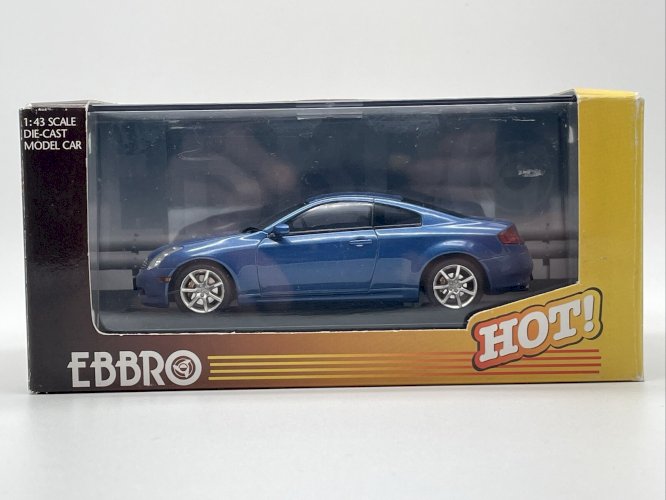 1:43 SCALE
DIE-CAST
MODEL CAR
EBBRO
HOT!